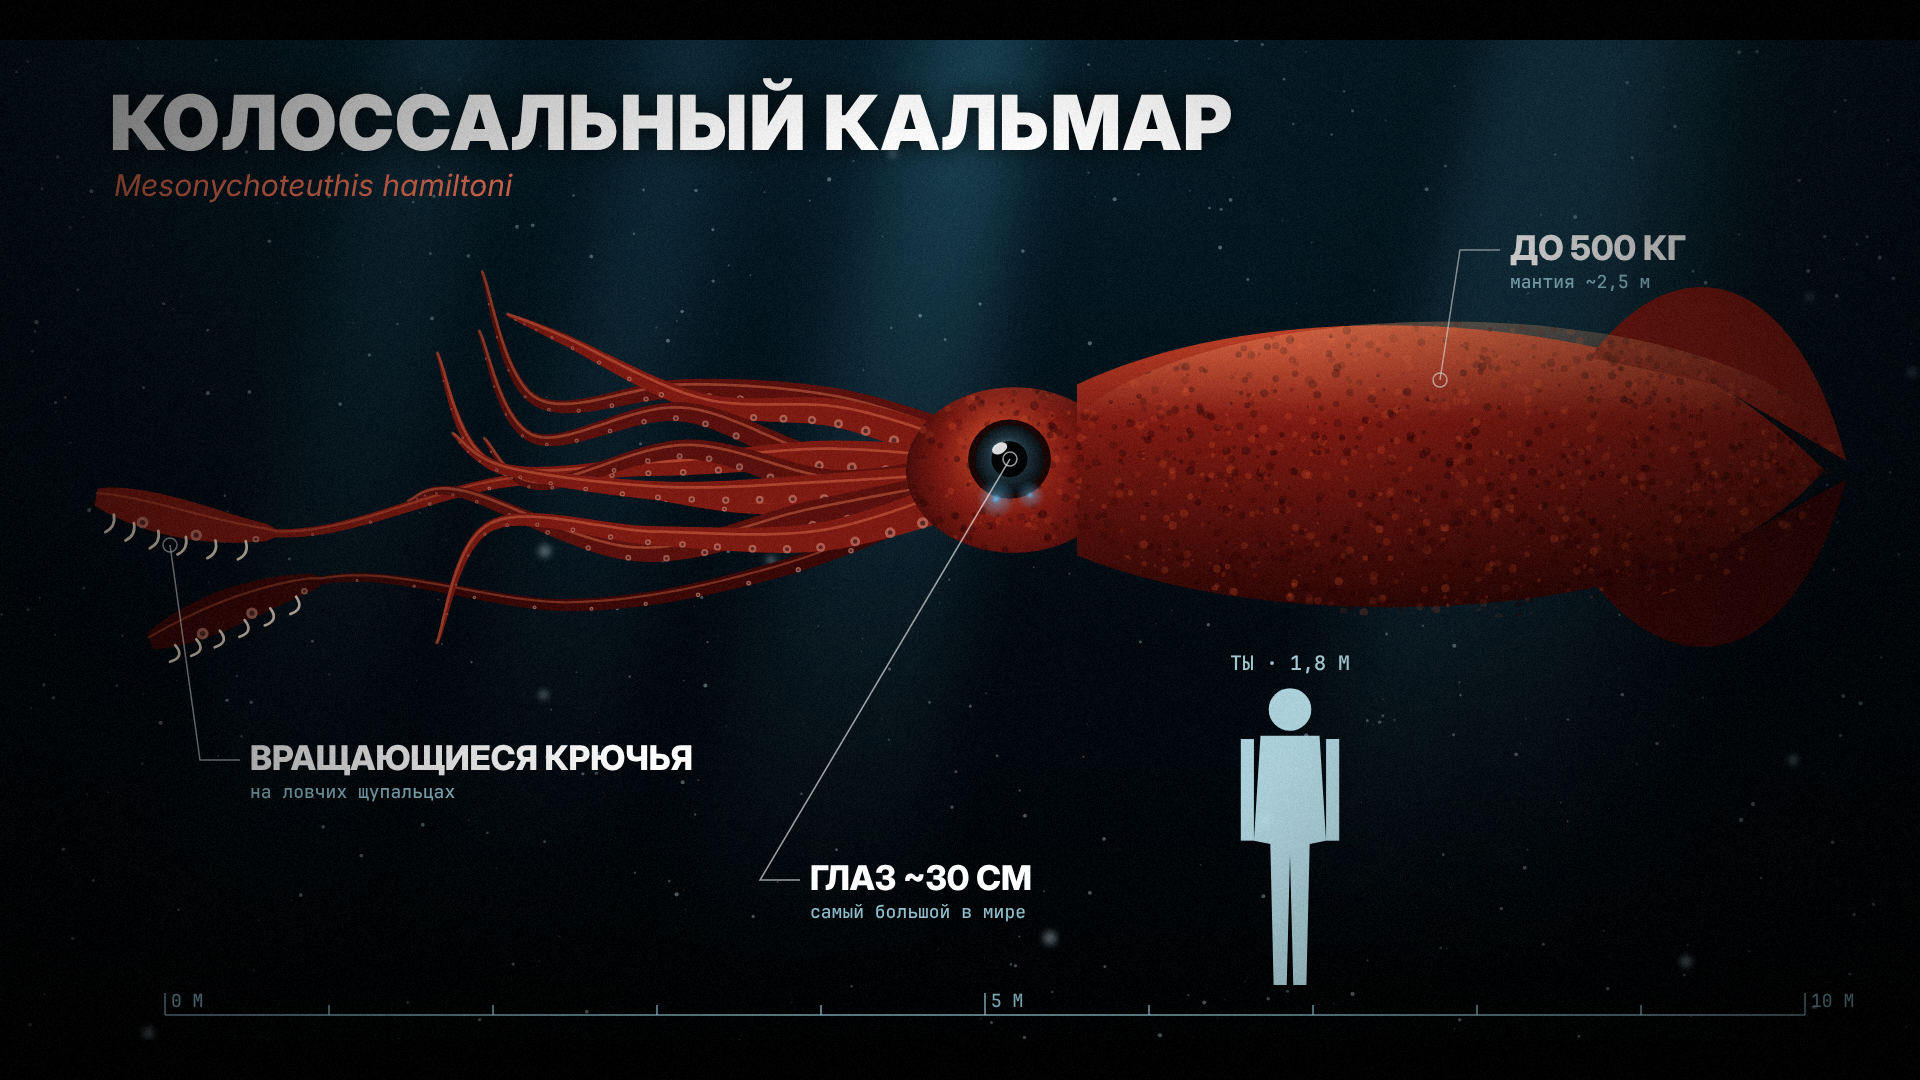 КОЛОССАЛЬНЫЙ КАЛЬМАР
Mesonychoteuthis hamiltoni
ДО 500 КГ
мантия ~2,5 м
ТЫ · 1,8 М
ВРАЩАЮЩИЕСЯ КРЮЧЬЯ
на ловчих щупальцах
ГЛАЗ ~30 СМ
самый большой в мире
0 М
5 М
10 М